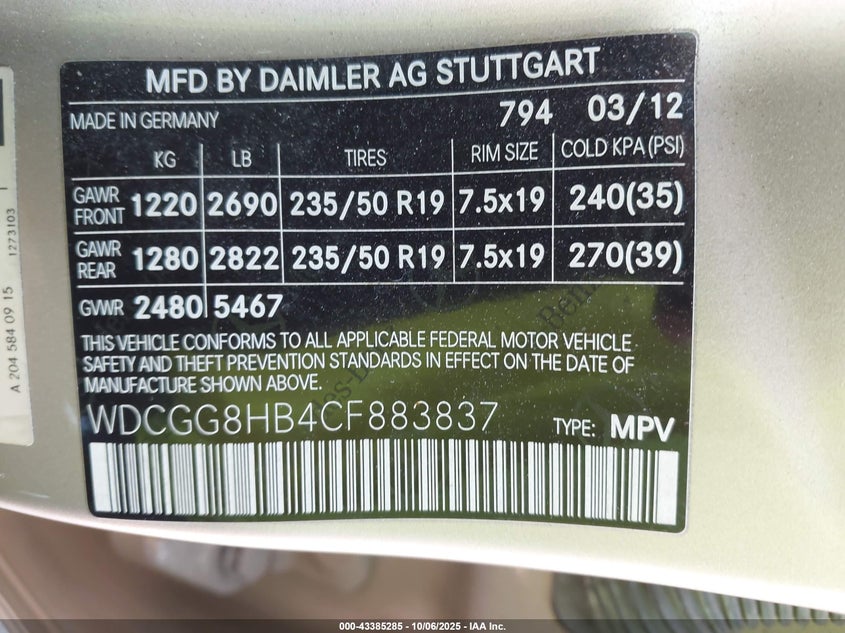 MFD BY DAIMLER AG STUTTGART
MADE IN GERMANY 794 03/12
KG LB TIRES RIM SIZE COLD KPA (PSI)
GAWR FRONT 1220 2690 235/50 R19 7.5x19 240(35)
GAWR REAR 1280 2822 235/50 R19 7.5x19 270(39)
GVWR 2480 5467
THIS VEHICLE CONFORMS TO ALL APPLICABLE FEDERAL MOTOR VEHICLE
SAFETY AND THEFT PREVENTION STANDARDS IN EFFECT ON THE DATE OF
MANUFACTURE SHOWN ABOVE.
WDCGG8HB4CF883837 TYPE: MPV
A 204 584 09 15
1273103
000-43385285 - 10/06/2025 - IAA Inc.